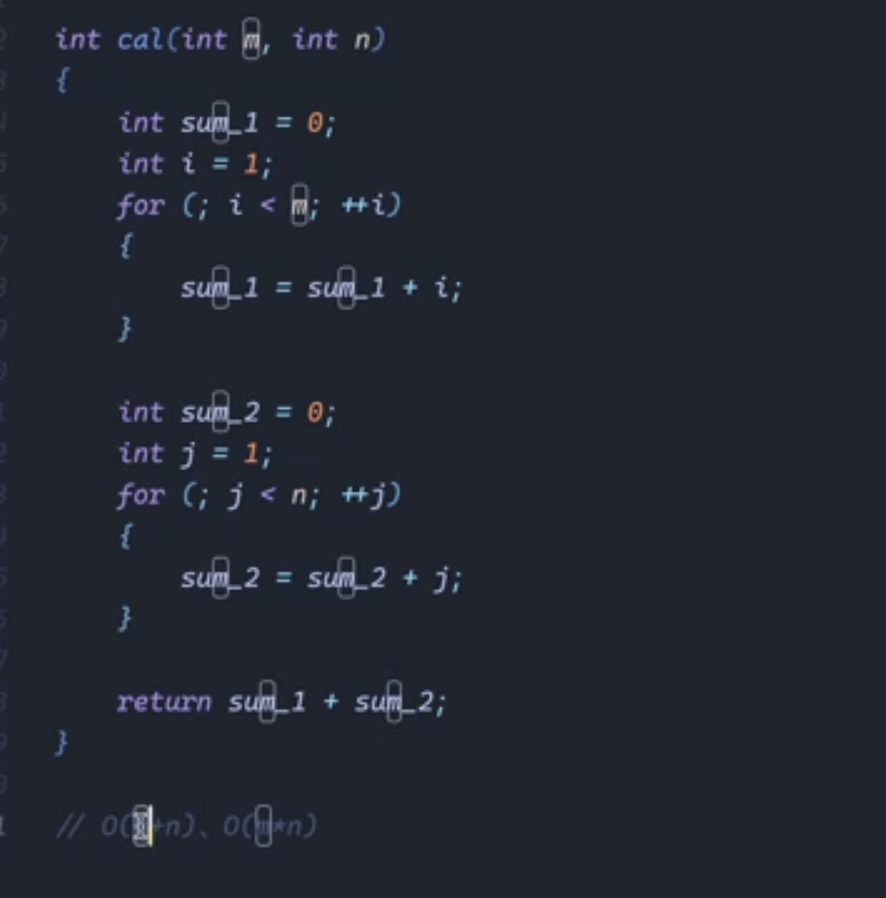 int cal(int m, int n)
{
    int sum_1 = 0;
    int i = 1;
    for (; i < m; ++i)
    {
        sum_1 = sum_1 + i;
    }
    int sum_2 = 0;
    int j = 1;
    for (; j < n; ++j)
    {
        sum_2 = sum_2 + j;
    }
    return sum_1 + sum_2;
}
// O(m+n)、O(m*n)